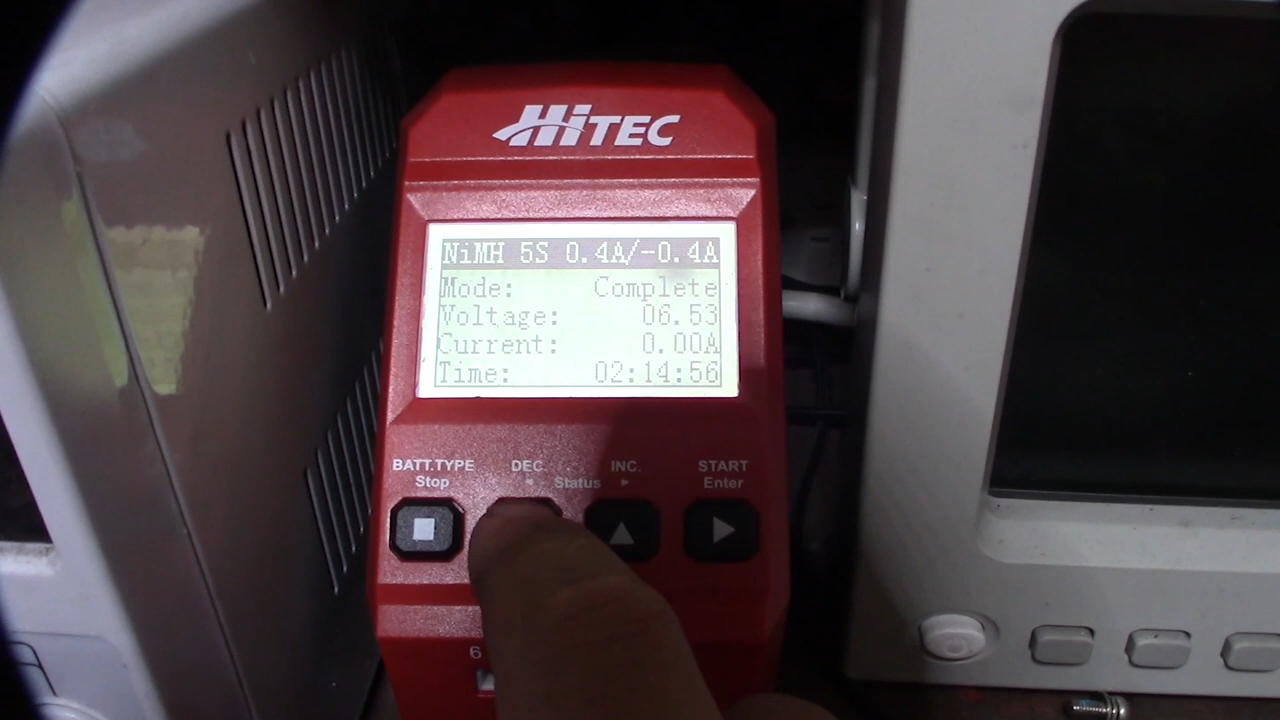 HiTEC
NiMH 5S 0.4A/-0.4A
Mode: Complete
Voltage: 06.53
Current: 0.00A
Time: 02:14:56
BATT.TYPE DEC. INC. START
Stop Status Enter
6